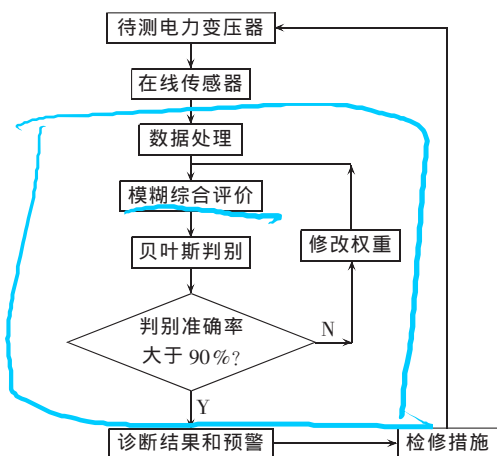 待测电力变压器
在线传感器
数据处理
模糊综合评价
贝叶斯判别
修改权重
判别准确率
大于 90%?
N
Y
诊断结果和预警
检修措施